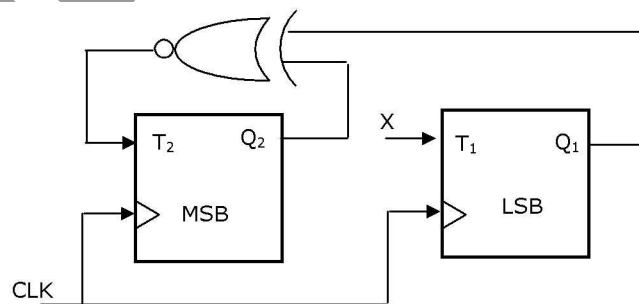 X
T₂ Q₂
T₁ Q₁
MSB
LSB
CLK